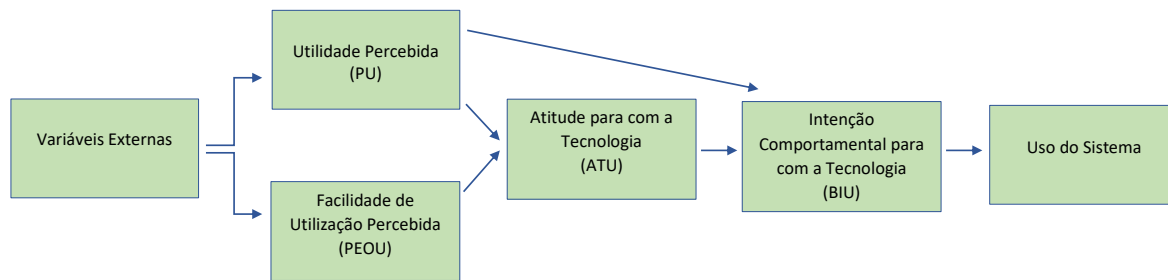 Variáveis Externas
Utilidade Percebida
(PU)
Facilidade de
Utilização Percebida
(PEOU)
Atitude para com a
Tecnologia
(ATU)
Intenção
Comportamental para
com a Tecnologia
(BIU)
Uso do Sistema